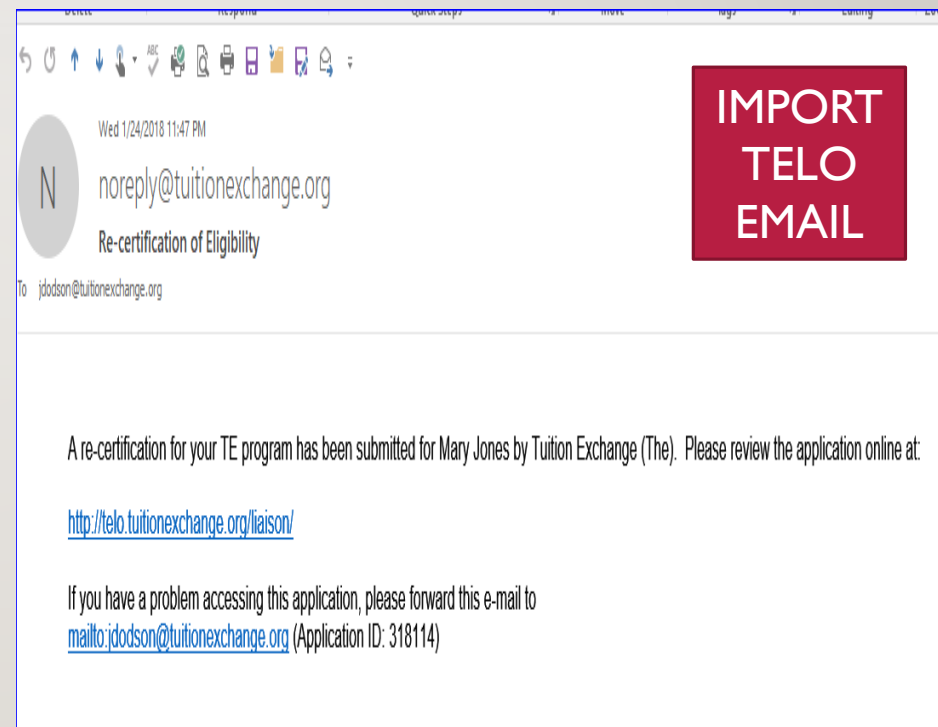 Delete Respond Quick Steps Move Tags Editing
ABC
Wed 1/24/2018 11:47 PM
N
noreply@tuitionexchange.org
Re-certification of Eligibility
To jdodson@tuitionexchange.org
IMPORT
TELO
EMAIL
A re-certification for your TE program has been submitted for Mary Jones by Tuition Exchange (The). Please review the application online at:
http://telo.tuitionexchange.org/liaison/
If you have a problem accessing this application, please forward this e-mail to
mailto:jdodson@tuitionexchange.org (Application ID: 318114)